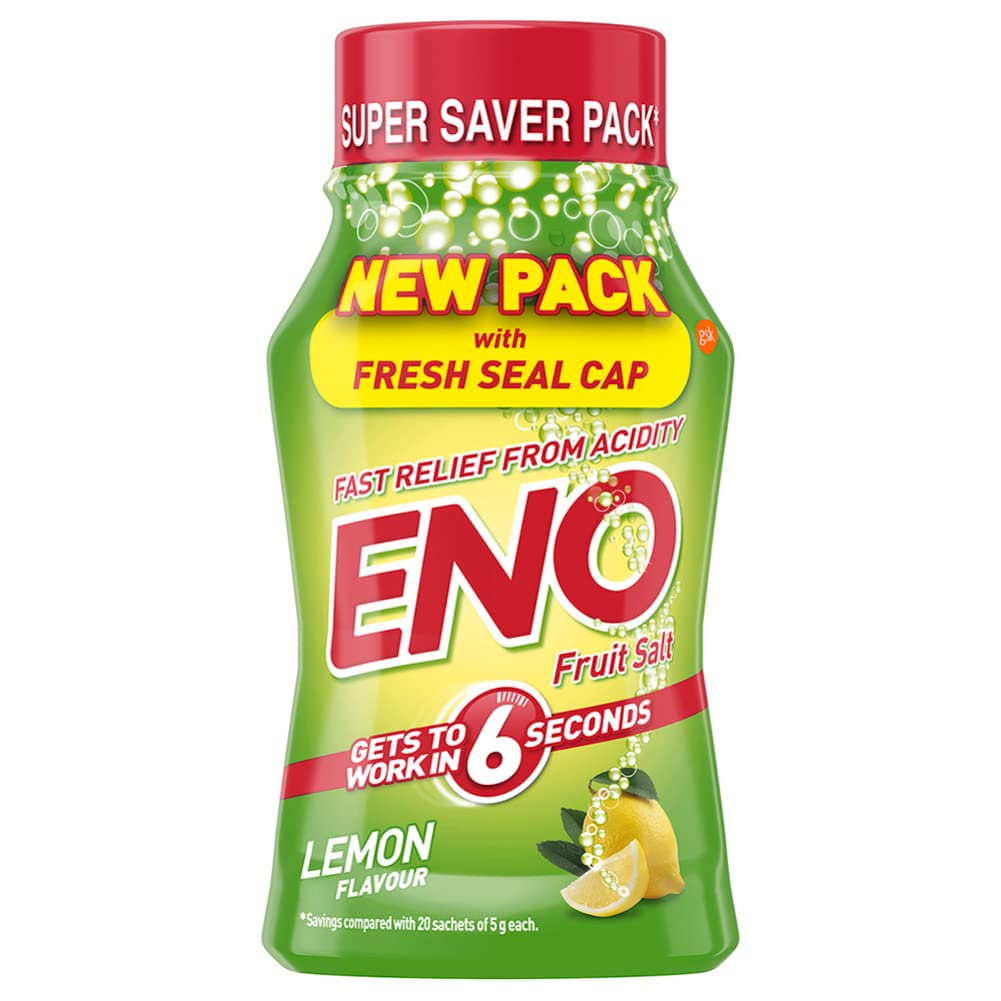 SUPER SAVER PACK*
NEW PACK
with
FRESH SEAL CAP
gsk
FAST RELIEF FROM ACIDITY
ENO
Fruit Salt
GETS TO
WORK IN 6 SECONDS
LEMON
FLAVOUR
*Savings compared with 20 sachets of 5 g each.